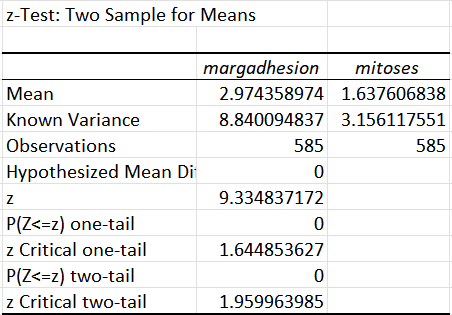 z-Test: Two Sample for Means
margadhesion mitoses
Mean 2.974358974 1.637606838
Known Variance 8.840094837 3.156117551
Observations 585 585
Hypothesized Mean Di 0
z 9.334837172
P(Z<=z) one-tail 0
z Critical one-tail 1.644853627
P(Z<=z) two-tail 0
z Critical two-tail 1.959963985